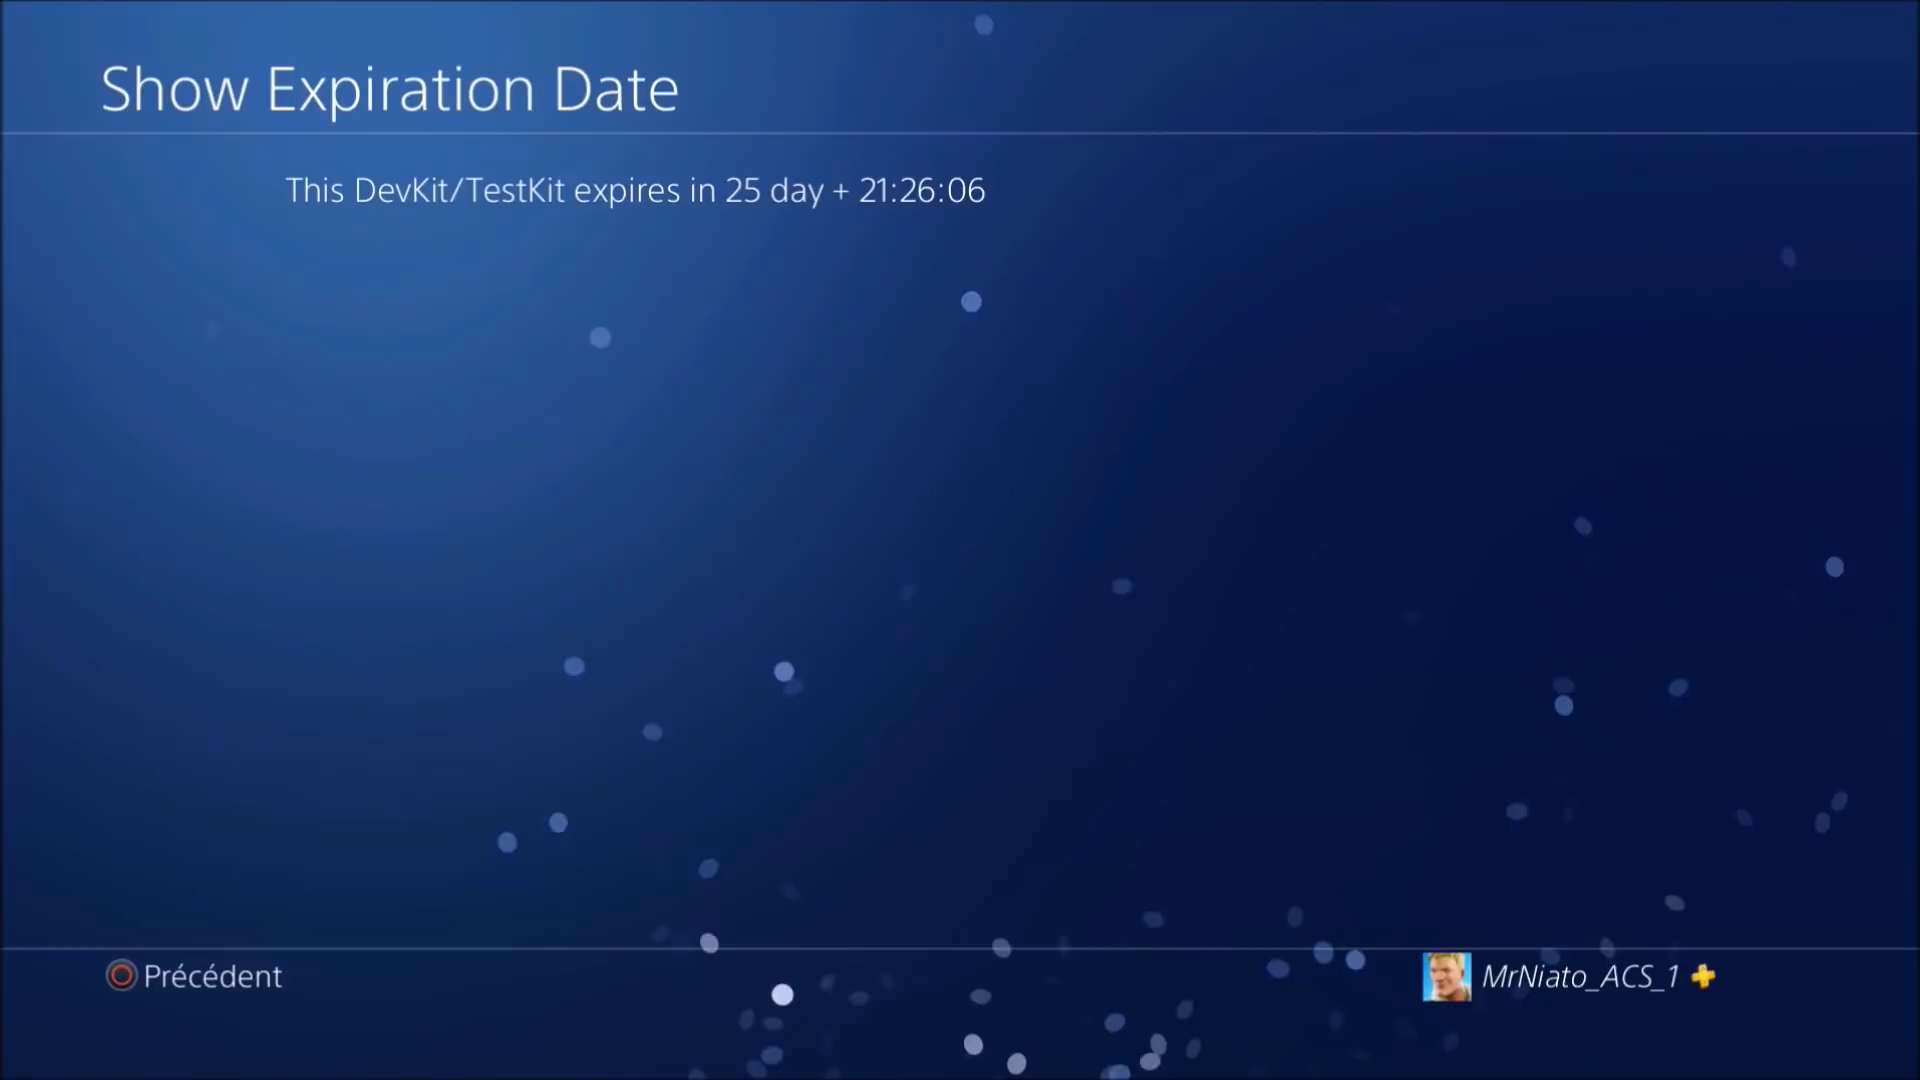 Show Expiration Date
This DevKit/TestKit expires in 25 day + 21:26:06
Précédent
MrNiato_ACS_1